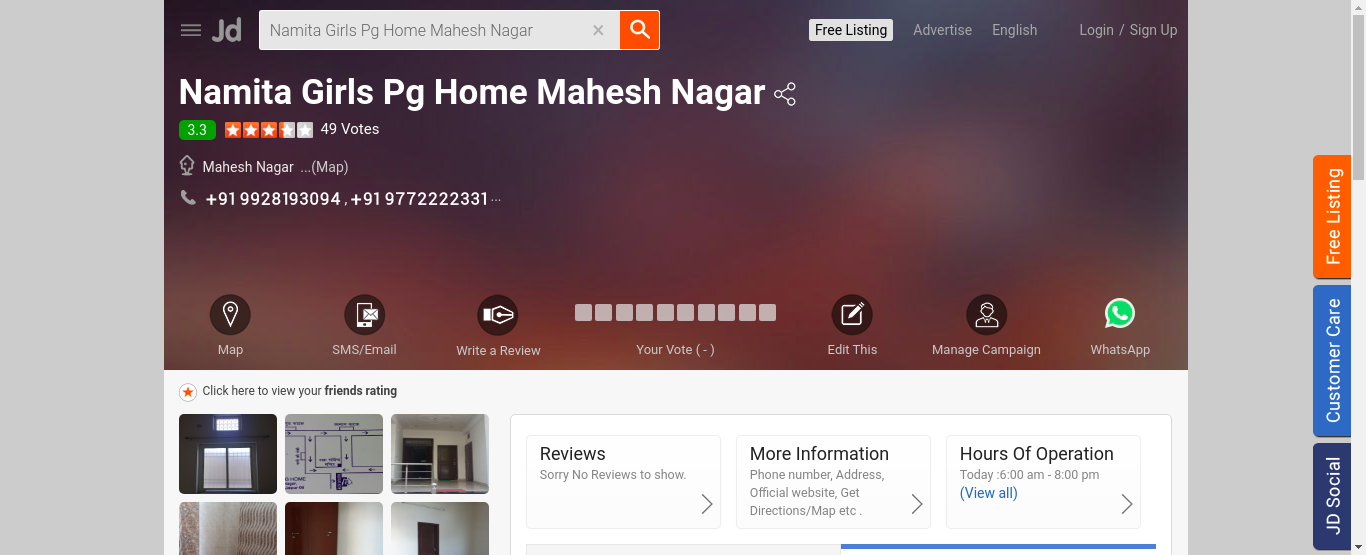 Jd
Namita Girls Pg Home Mahesh Nagar
Free Listing
Advertise
English
Login / Sign Up
Namita Girls Pg Home Mahesh Nagar
3.3
49 Votes
Mahesh Nagar ...(Map)
+91 9928193094 , +91 9772222331 ...
Map
SMS/Email
Write a Review
Your Vote ( - )
Edit This
Manage Campaign
WhatsApp
Click here to view your friends rating
Reviews
Sorry No Reviews to show.
More Information
Phone number, Address,
Official website, Get
Directions/Map etc .
Hours Of Operation
Today :6:00 am - 8:00 pm
(View all)
Free Listing
Customer Care
JD Social